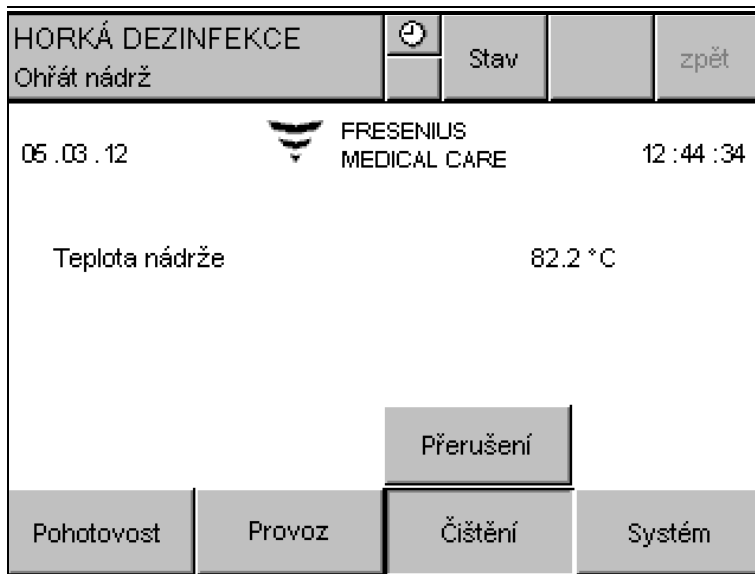 HORKÁ DEZINFEKCE
Ohřát nádrž
Stav
zpět
05 .03 .12
FRESENIUS
MEDICAL CARE
12 :44 :34
Teplota nádrže 82.2 °C
Přerušení
Pohotovost Provoz Čištění Systém